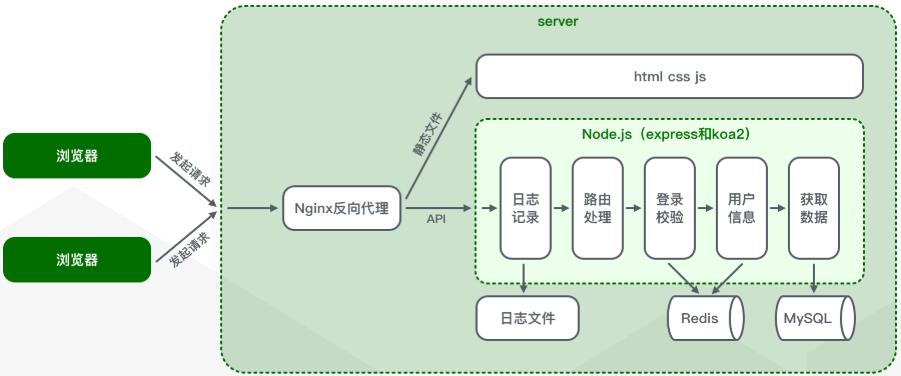 server
html css js
静态文件
Node.js（express和koa2）
浏览器
发起请求
Nginx反向代理
API
日志
记录
路由
处理
登录
校验
用户
信息
获取
数据
浏览器
发起请求
日志文件
Redis
MySQL